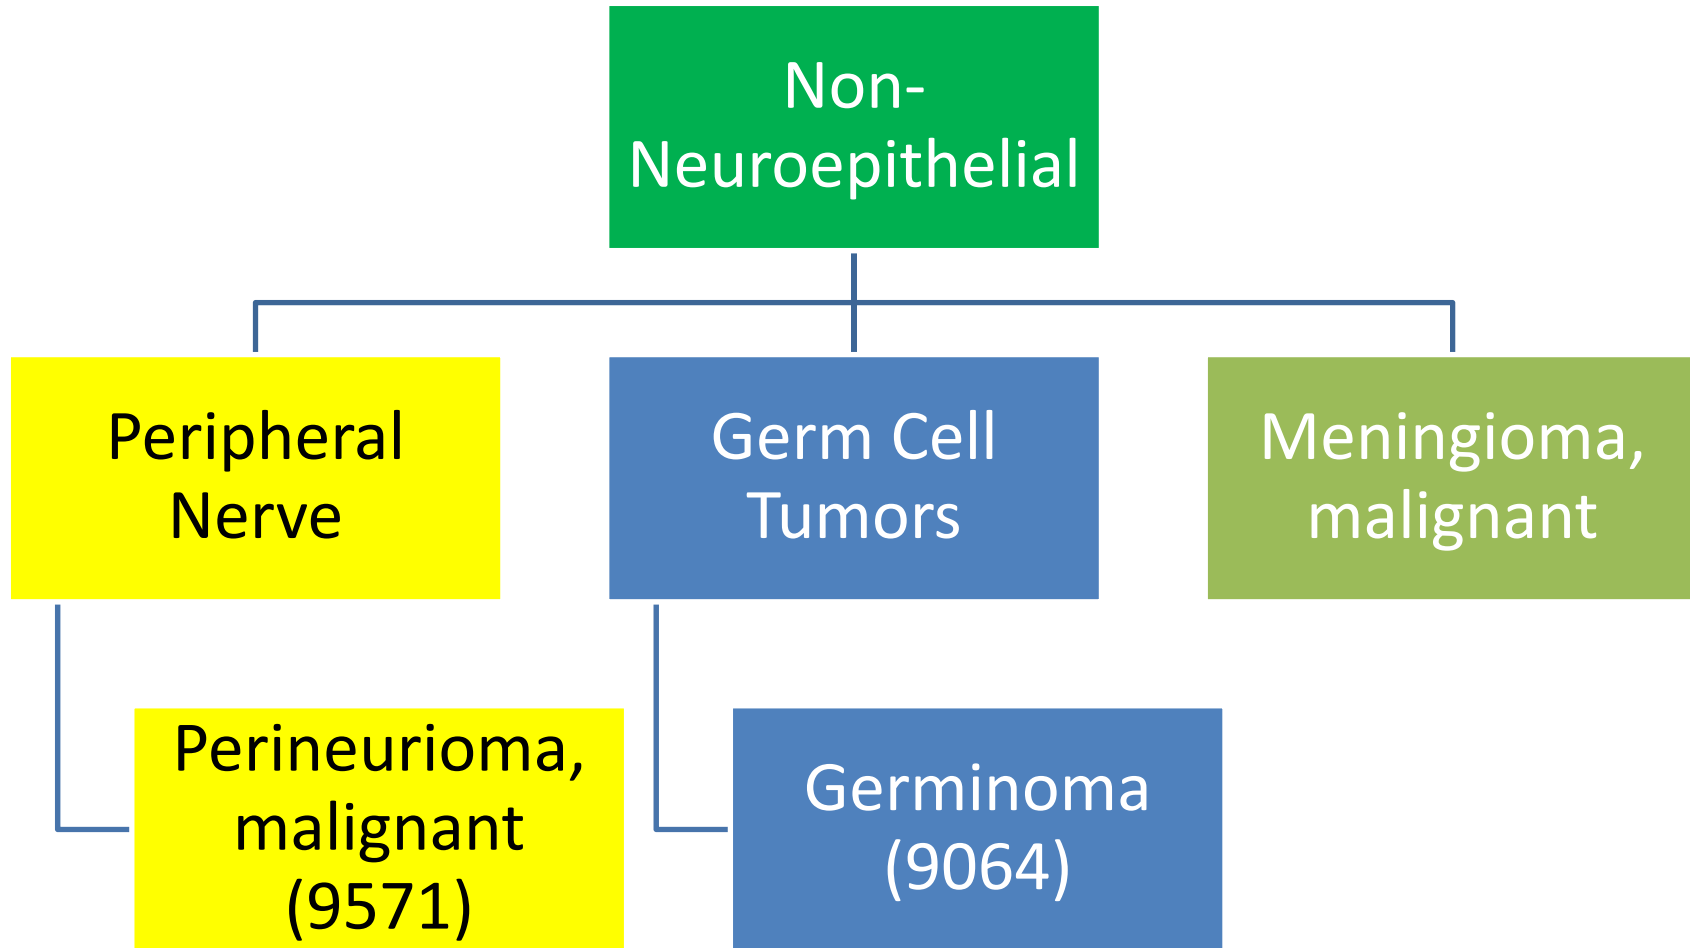 Non-
Neuroepithelial
Peripheral
Nerve
Germ Cell
Tumors
Meningioma,
malignant
Perineurioma,
malignant
(9571)
Germinoma
(9064)